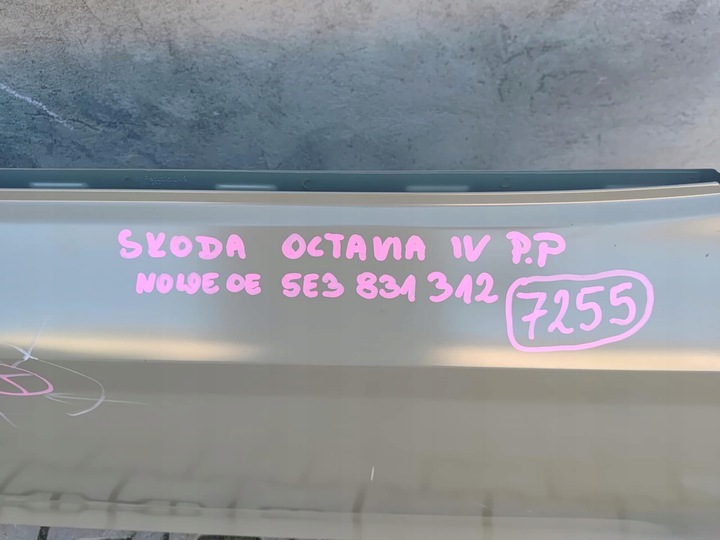 SKODA OCTAVIA IV P.P
NOWE OE 5E3 831 312 7255